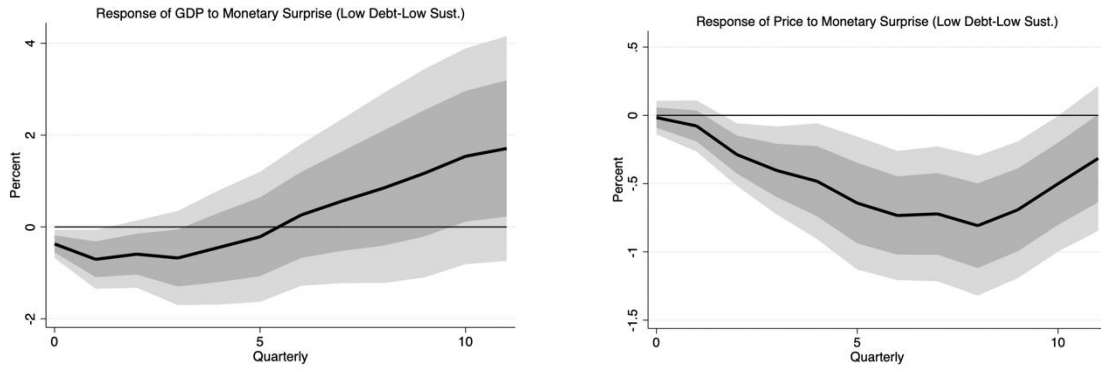 Response of GDP to Monetary Surprise (Low Debt-Low Sust.)
4
2
0
-2
Percent
0
5
10
Quarterly
Response of Price to Monetary Surprise (Low Debt-Low Sust.)
.5
0
-.5
-1
-1.5
Percent
0
5
10
Quarterly